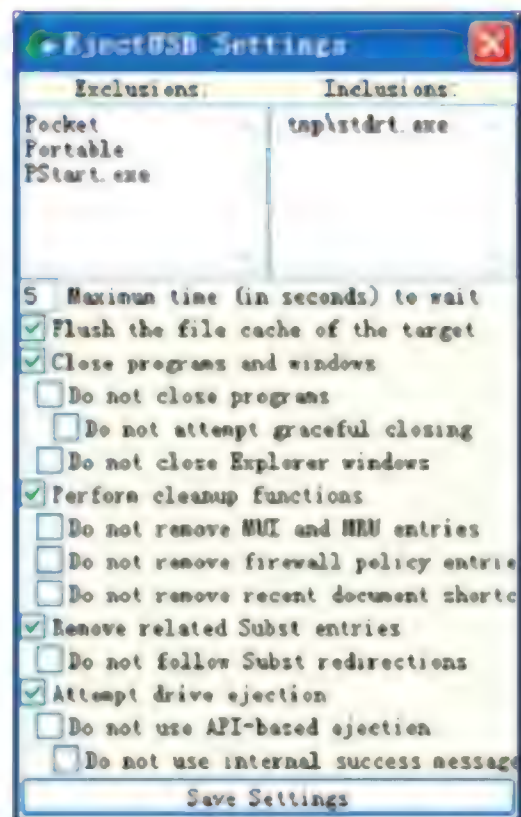 EjectUSB Settings
Exclusions: Inclusions:
Pocket
Portable
PStart.exe
tmp\stdrt.exe
5 Maximum time (in seconds) to wait
Flush the file cache of the target
Close programs and windows
Do not close programs
Do not attempt graceful closing
Do not close Explorer windows
Perform cleanup functions
Do not remove MUI and MRU entries
Do not remove firewall policy entrie
Do not remove recent document shortc
Remove related Subst entries
Do not follow Subst redirections
Attempt drive ejection
Do not use API-based ejection
Do not use internal success message
Save Settings